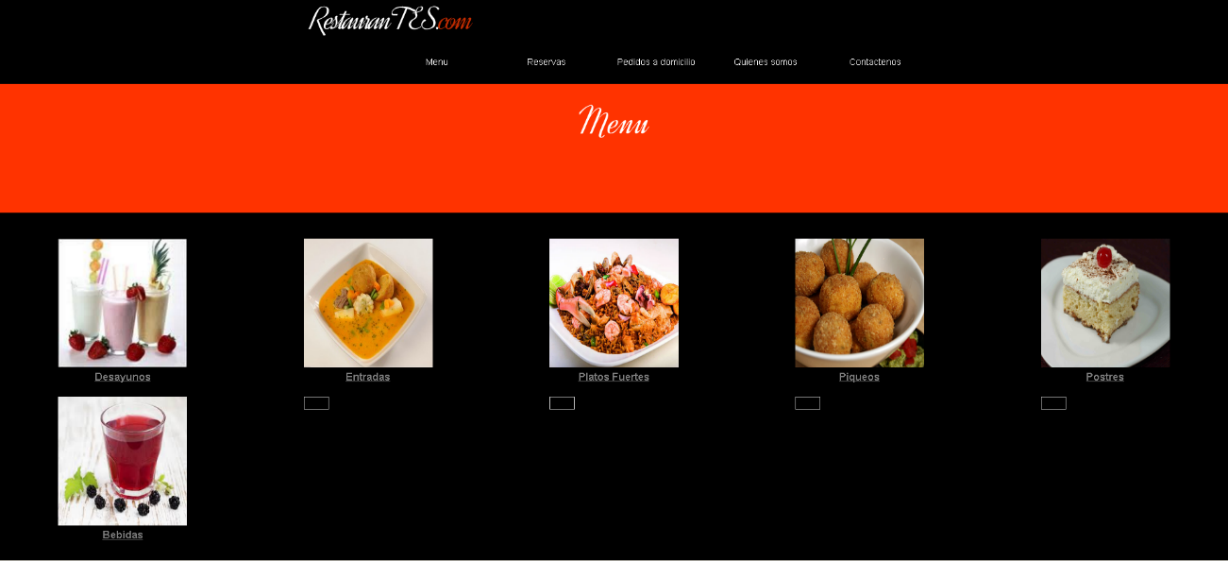 RestauranTES.com
Menu Reservas Pedidos a domicilio Quienes somos Contactenos
Menu
Desayunos Entradas Platos Fuertes Piqueos Postres
Bebidas